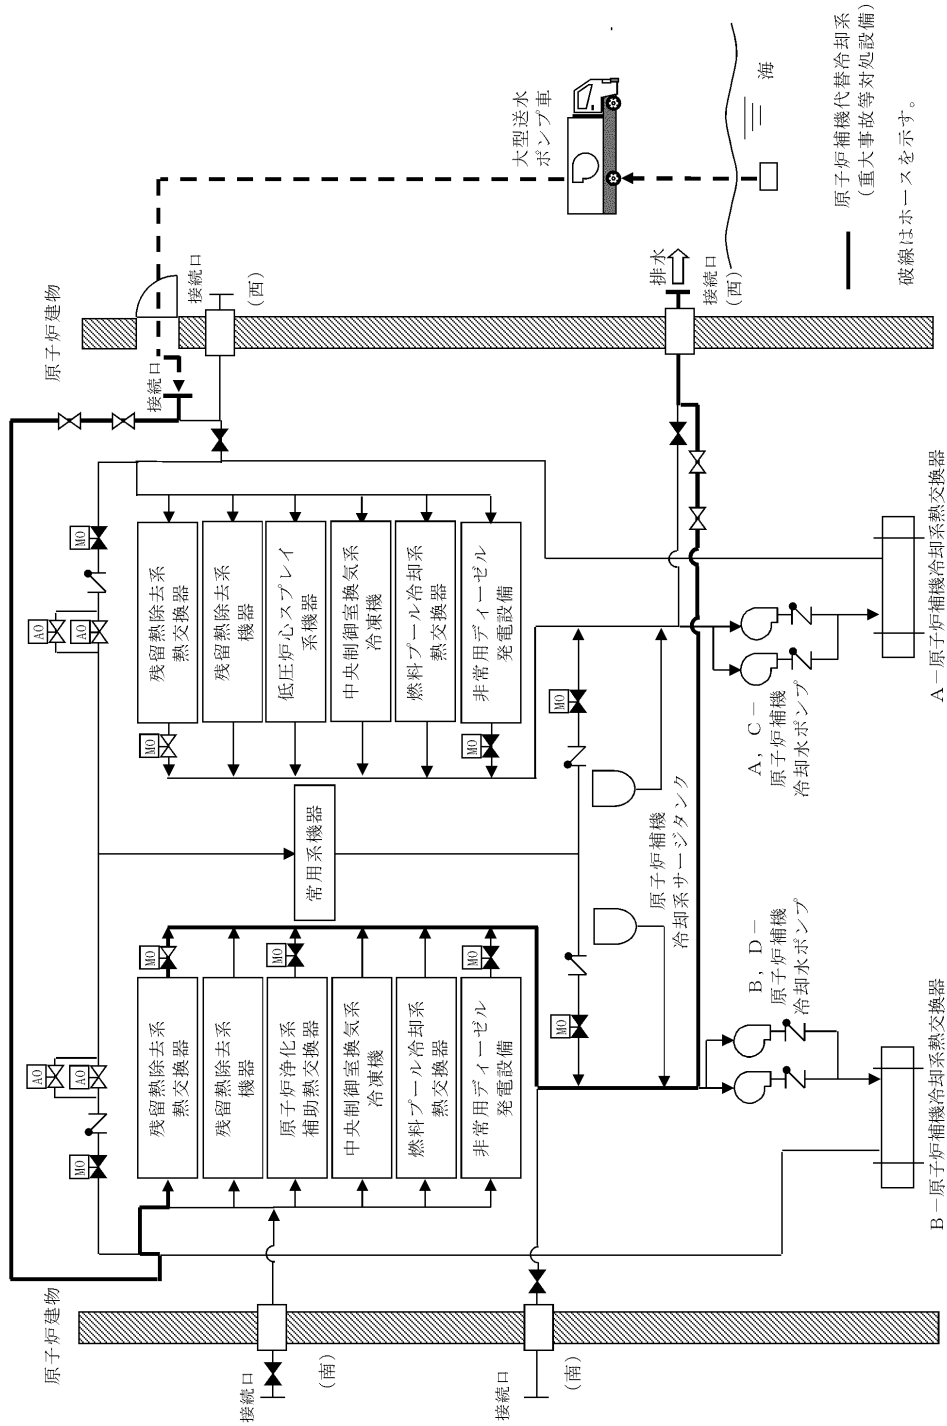 原子炉建物
原子炉建物
接続口
(南)
接続口
(南)
AO
AO
MO
MO
残留熱除去系
熱交換器
残留熱除去系
機器
MO
原子炉浄化系
補助熱交換器
中央制御室換気系
冷凍機
燃料プール冷却系
熱交換器
MO
非常用ディーゼル
発電設備
常用系機器
MO
原子炉補機
冷却系サージタンク
MO
AO
AO
MO
MO
残留熱除去系
熱交換器
残留熱除去系
機器
低圧炉心スプレイ
系機器
中央制御室換気系
冷凍機
燃料プール冷却系
熱交換器
MO
非常用ディーゼル
発電設備
B,D-
原子炉補機
冷却水ポンプ
A,C-
原子炉補機
冷却水ポンプ
B-原子炉補機冷却系熱交換器
A-原子炉補機冷却系熱交換器
接続口
接続口
(西)
排水
接続口
(西)
大型送水
ポンプ車
海
原子炉補機代替冷却系
(重大事故等対処設備)
破線はホースを示す。